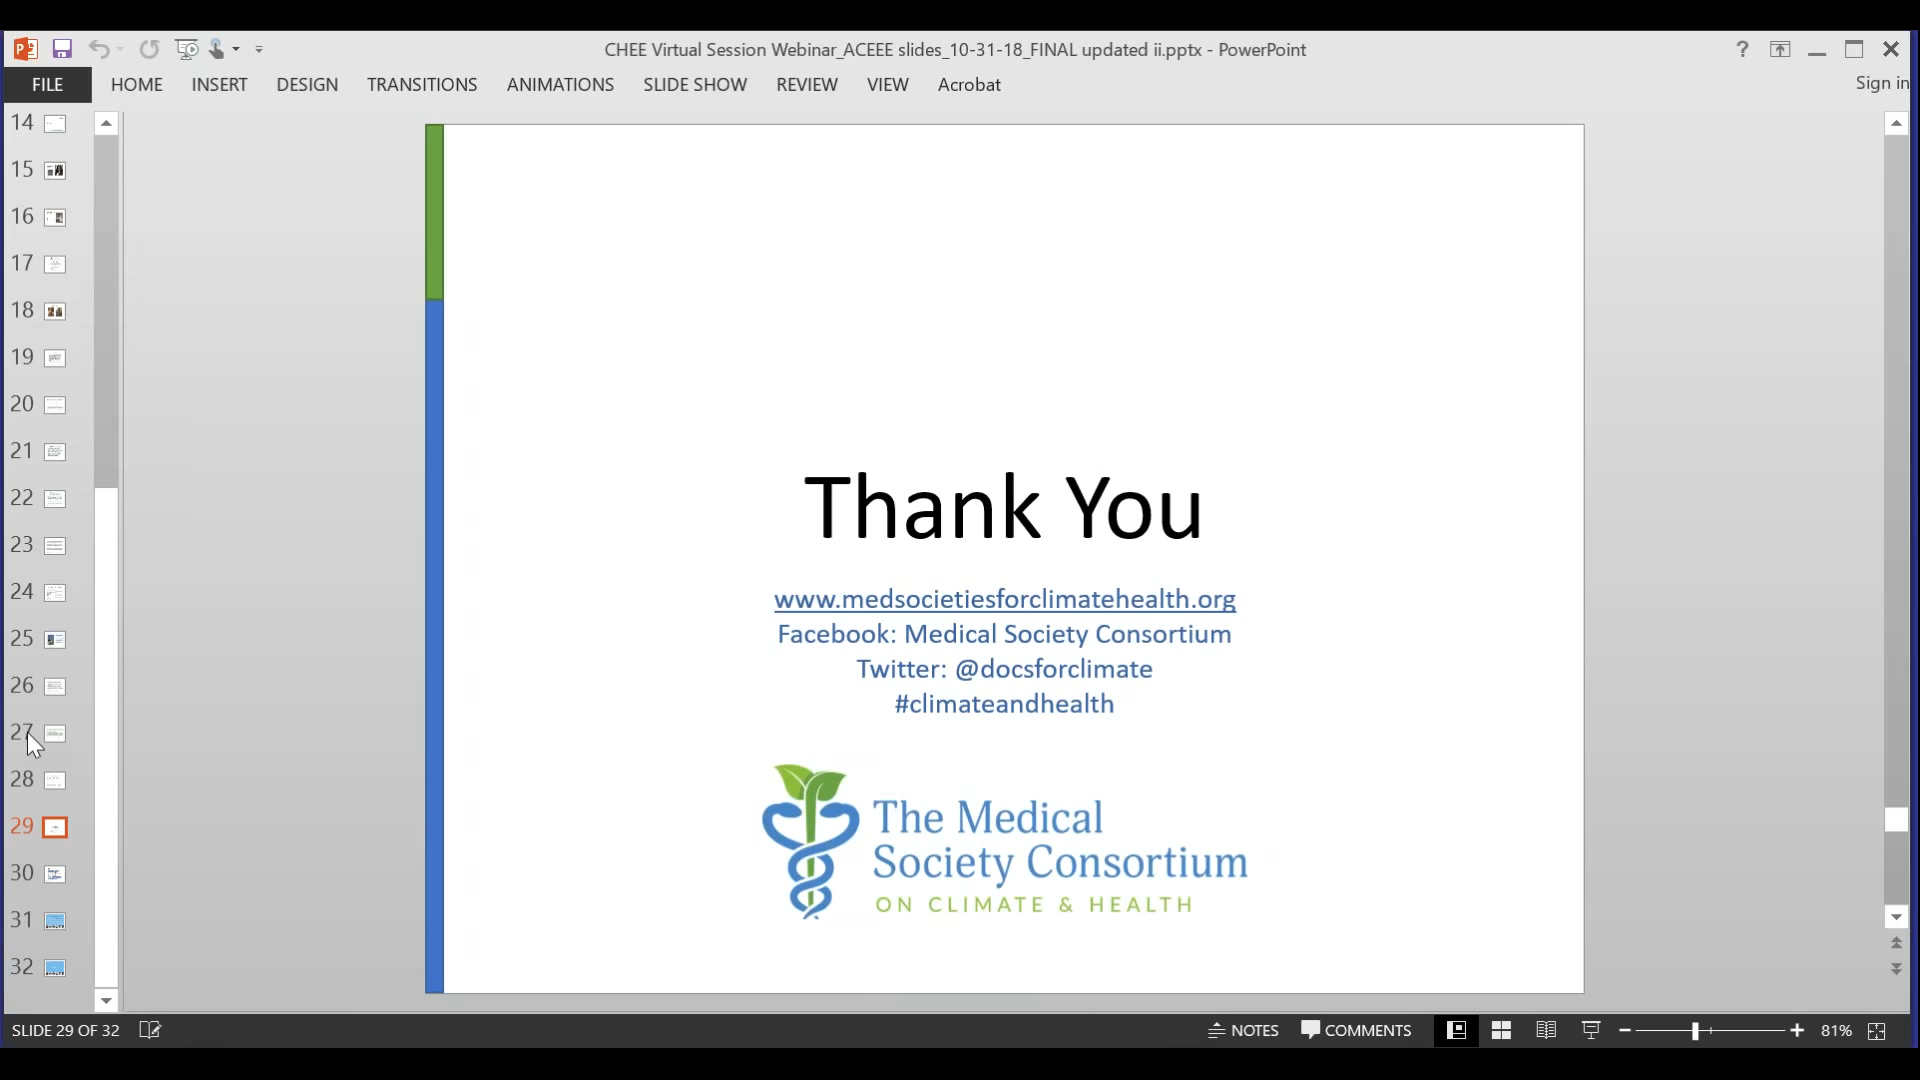 CHEE Virtual Session Webinar_ACEEE slides_10-31-18_FINAL updated ii.pptx - PowerPoint
?
FILE HOME INSERT DESIGN TRANSITIONS ANIMATIONS SLIDE SHOW REVIEW VIEW Acrobat Sign in
14
15
16
17
18
19
20
21
22
23
24
25
26
27
28
29
30
31
32
Thank You
www.medsocietiesforclimatehealth.org
Facebook: Medical Society Consortium
Twitter: @docsforclimate
#climateandhealth
The Medical
Society Consortium
ON CLIMATE & HEALTH
SLIDE 29 OF 32 NOTES COMMENTS 81%